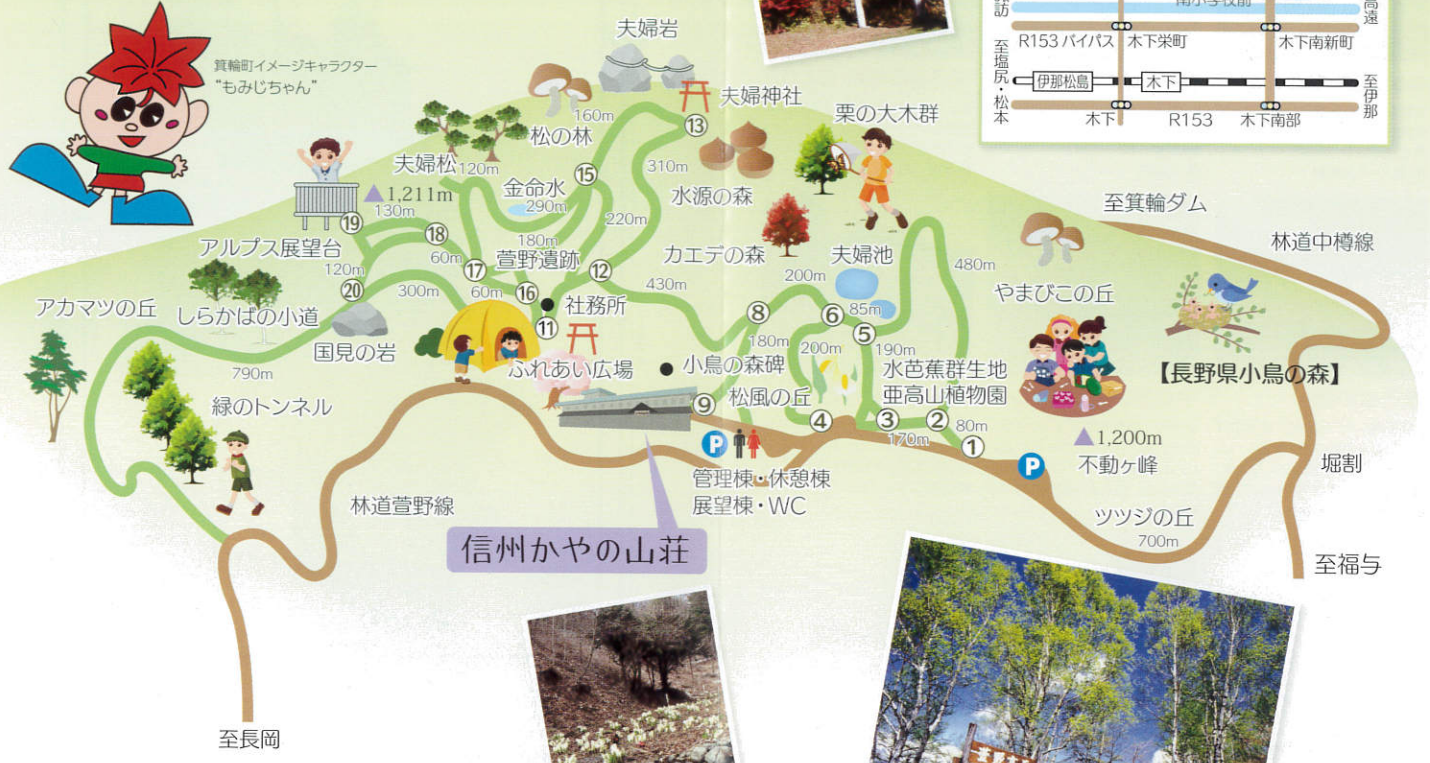 箕輪町イメージキャラクター
“もみじちゃん”
南小学校前
高遠
R153 バイパス
木下栄町
木下南新町
至塩尻・松本
伊那松島
木下
至伊那
木下
R153
木下南部
夫婦岩
160m
松の林
夫婦神社
⑬
栗の大木群
夫婦松
120m
▲1,211m
130m
金命水
290m
⑮
310m
水源の森
至箕輪ダム
⑲
アルプス展望台
⑱
180m
220m
カエデの森
夫婦池
林道中樽線
60m
⑰
萱野遺跡
⑫
480m
120m
⑳
300m
60m
⑯
430m
200m
85m
やまびこの丘
アカマツの丘
しらかばの小道
社務所
⑪
⑧
⑥
⑤
国見の岩
180m
200m
190m
790m
ふれあい広場
小鳥の森碑
水芭蕉群生地
亜高山植物園
【長野県小鳥の森】
緑のトンネル
⑨
松風の丘
④
③
②
80m
170m
①
▲1,200m
不動ヶ峰
P
P
管理棟・休憩棟
展望棟・WC
堀割
林道萱野線
ツツジの丘
700m
信州かやの山荘
至福与
至長岡